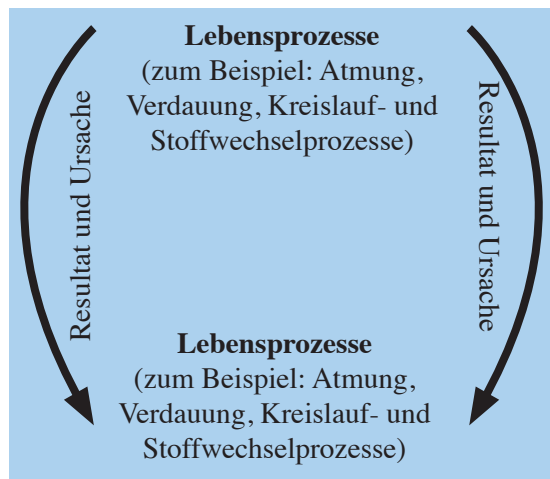 Lebensprozesse
(zum Beispiel: Atmung,
Verdauung, Kreislauf- und
Stoffwechselprozesse)
Resultat und Ursache
Resultat und Ursache
Lebensprozesse
(zum Beispiel: Atmung,
Verdauung, Kreislauf- und
Stoffwechselprozesse)